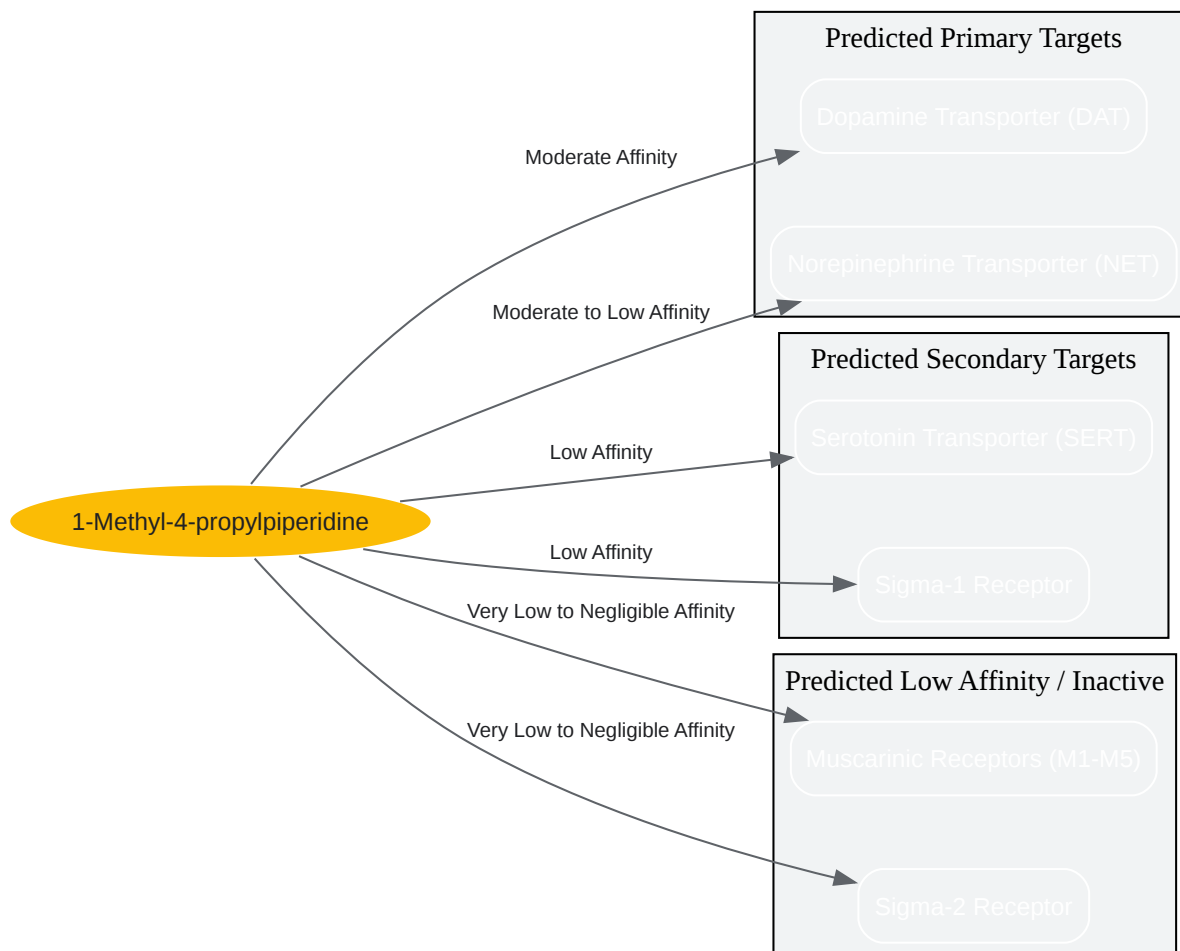 Predicted Primary Targets
Dopamine Transporter (DAT)
Moderate Affinity
Norepinephrine Transporter (NET)
Moderate to Low Affinity
Predicted Secondary Targets
Serotonin Transporter (SERT)
Low Affinity
1-Methyl-4-propylpiperidine
Low Affinity
Sigma-1 Receptor
Very Low to Negligible Affinity
Predicted Low Affinity / Inactive
Very Low to Negligible Affinity
Muscarinic Receptors (M1-M5)
Sigma-2 Receptor